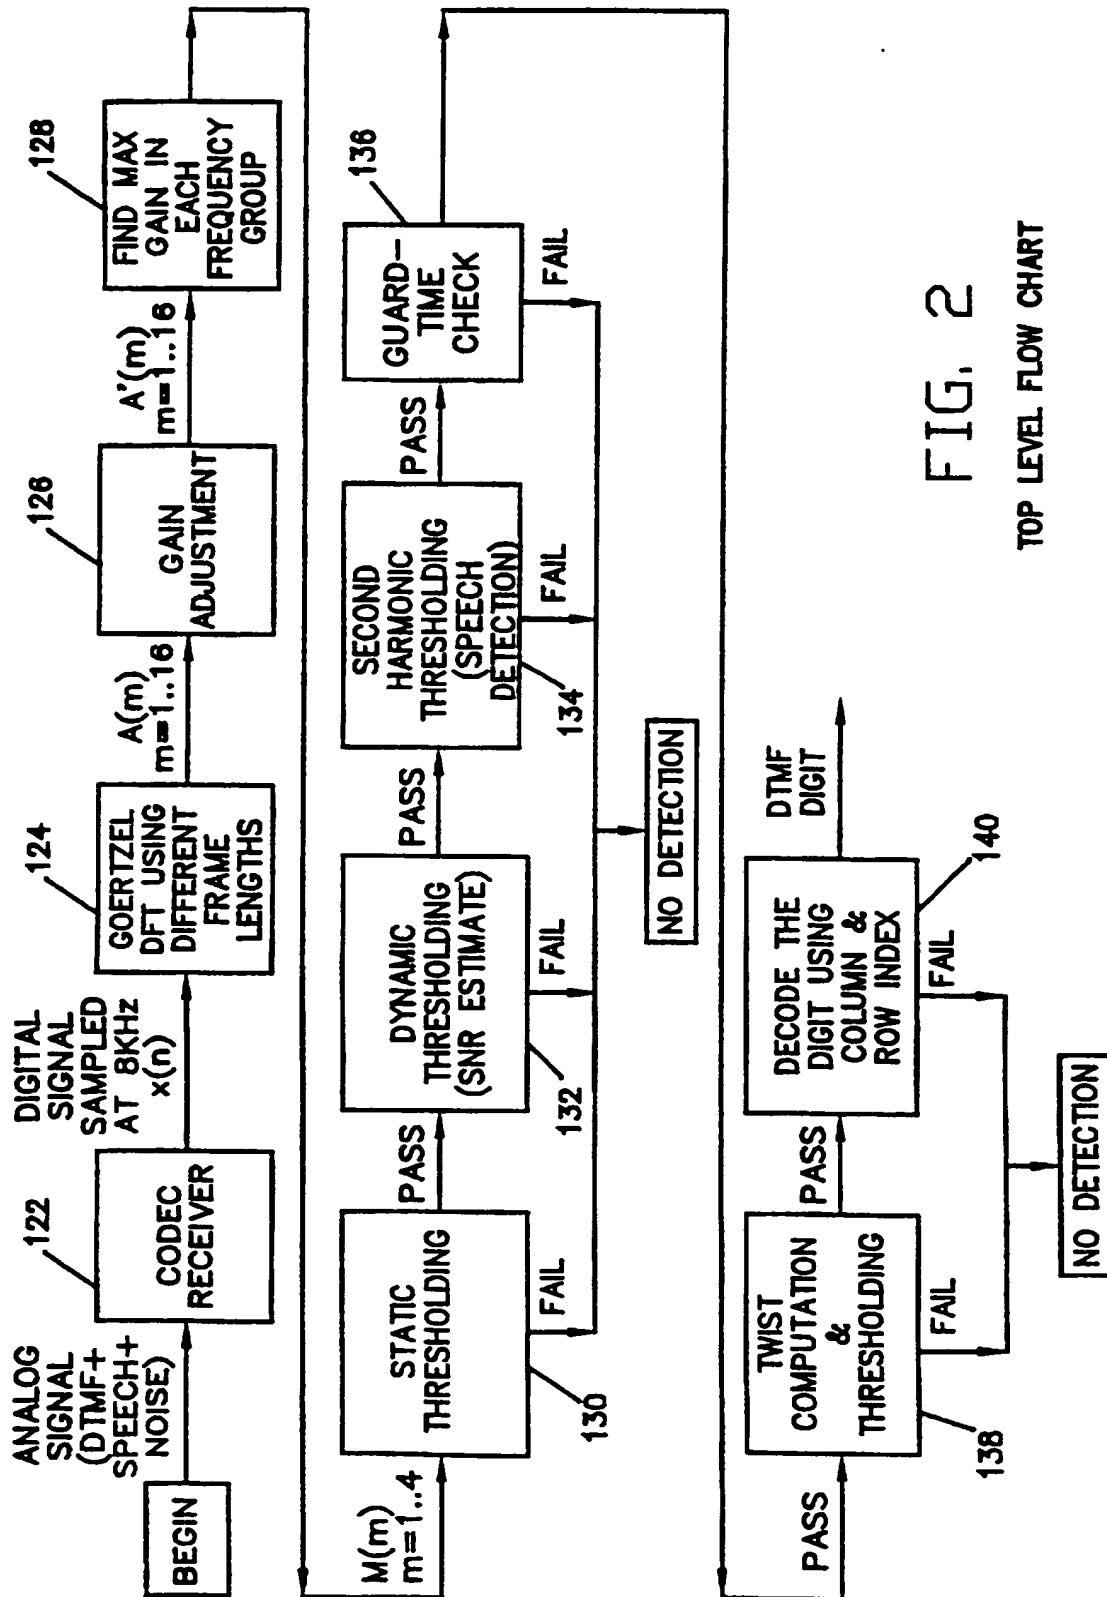 ANALOG
SIGNAL
(DTMF+
SPEECH+
NOISE)
BEGIN
122
CODEC
RECEIVER
DIGITAL
SIGNAL
SAMPLED
AT 8KHz
x(n)
124
GOERTZEL
DFT USING
DIFFERENT
FRAME
LENGTHS
A(m)
m=1..16
126
GAIN
ADJUSTMENT
A'(m)
m=1..16
128
FIND MAX
GAIN IN
EACH
FREQUENCY
GROUP
M(m)
m=1..4
STATIC
THRESHOLDING
130
FAIL
PASS
DYNAMIC
THRESHOLDING
(SNR ESTIMATE)
132
FAIL
PASS
SECOND
HARMONIC
THRESHOLDING
(SPEECH
DETECTION)
134
FAIL
PASS
136
GUARD-
TIME
CHECK
FAIL
NO DETECTION
PASS
TWIST
COMPUTATION
&
THRESHOLDING
138
FAIL
PASS
DECODE THE
DIGIT USING
COLUMN &
ROW INDEX
140
FAIL
DTMF
DIGIT
NO DETECTION
FIG. 2
TOP LEVEL FLOW CHART